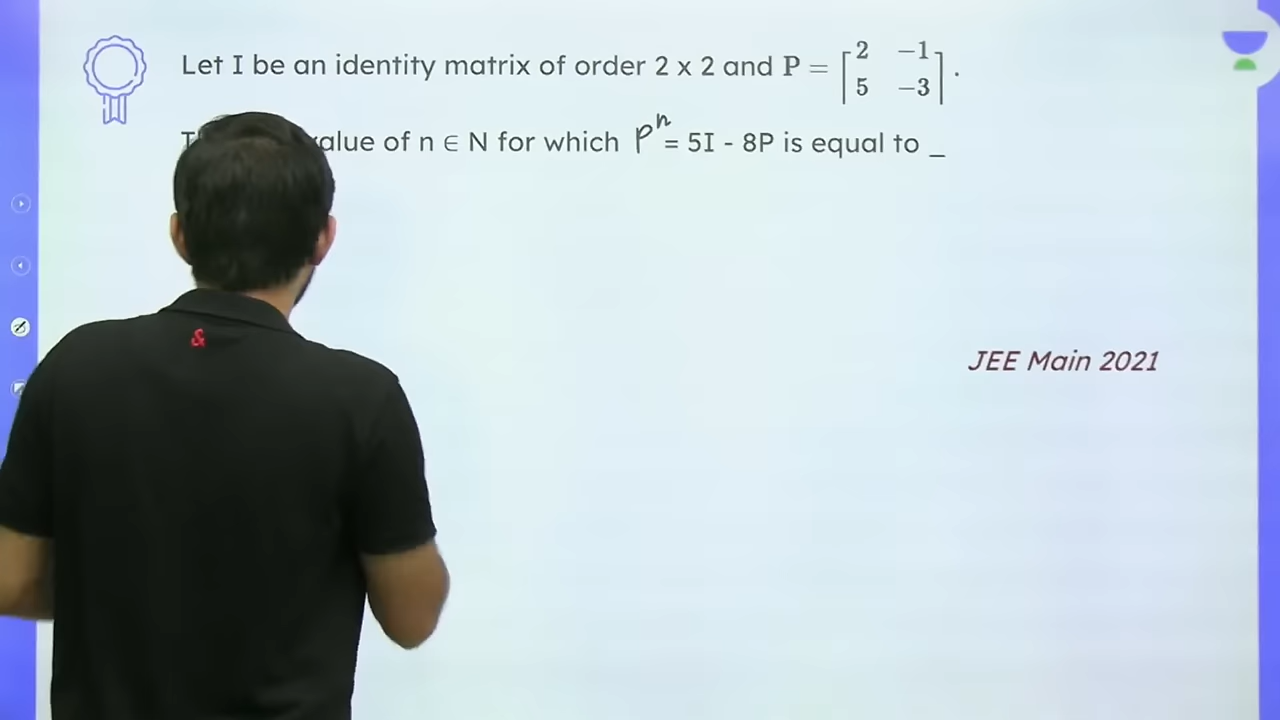 Let I be an identity matrix of order 2 x 2 and P = [2 -1
5 -3].
of n ∈ N for which Pⁿ = 5I - 8P is equal to _
JEE Main 2021
&